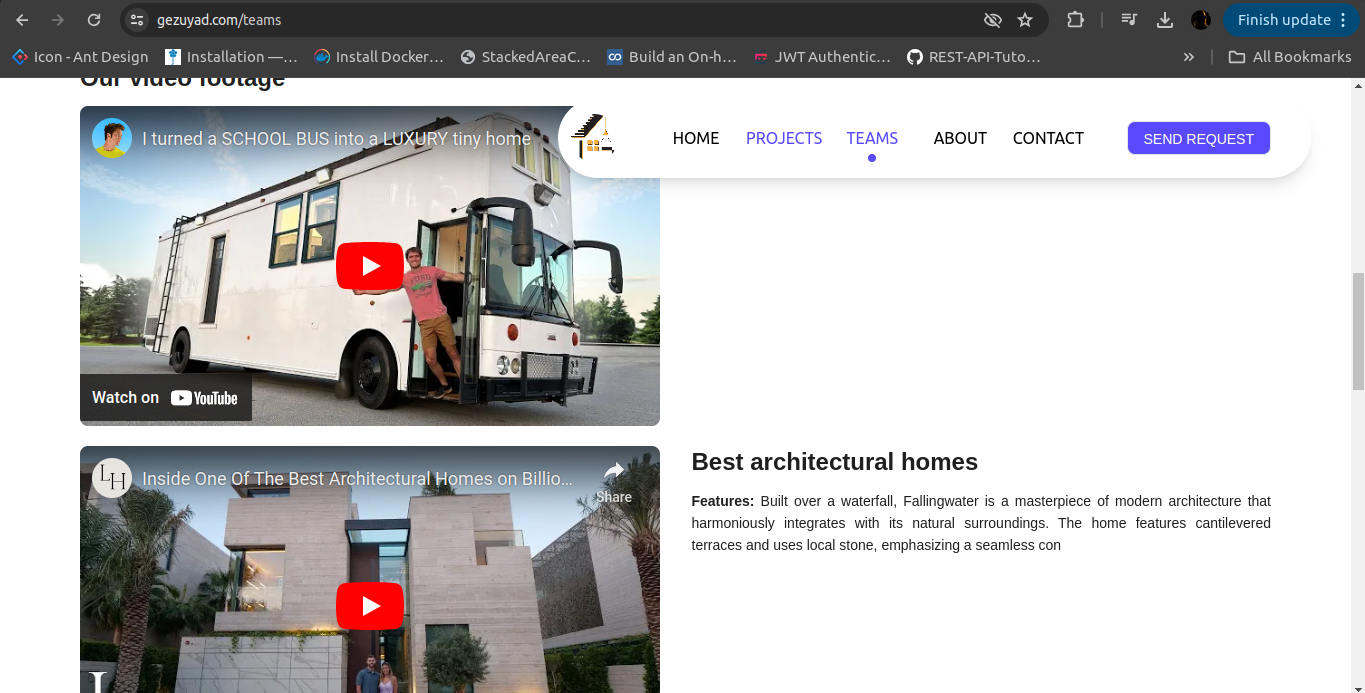 gezuyad.com/teams
Finish update
Icon - Ant Design
Installation —…
Install Docker…
StackedAreaC…
Build an On-h…
JWT Authentic…
REST-API-Tuto…
All Bookmarks
Our video footage
I turned a SCHOOL BUS into a LUXURY tiny home
HOME
PROJECTS
TEAMS
ABOUT
CONTACT
SEND REQUEST
Watch on YouTube
LH
Inside One Of The Best Architectural Homes on Billio…
Share
Best architectural homes
Features: Built over a waterfall, Fallingwater is a masterpiece of modern architecture that
harmoniously integrates with its natural surroundings. The home features cantilevered
terraces and uses local stone, emphasizing a seamless con